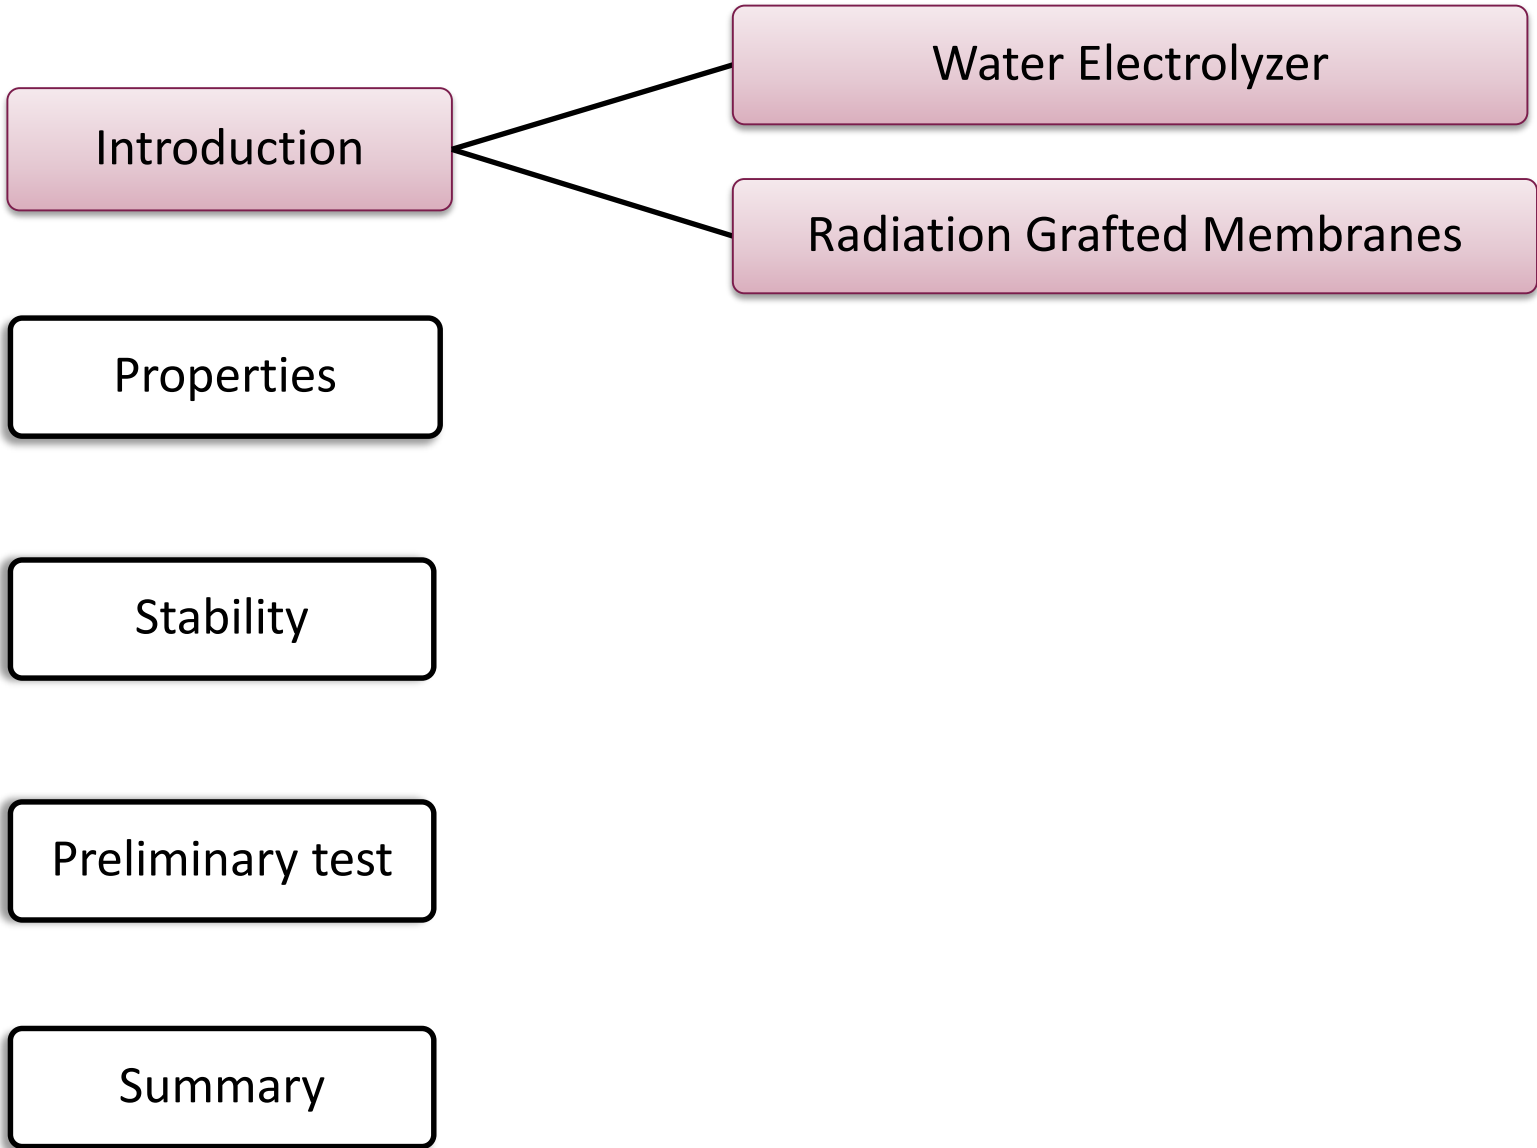 Introduction
Water Electrolyzer
Radiation Grafted Membranes
Properties
Stability
Preliminary test
Summary